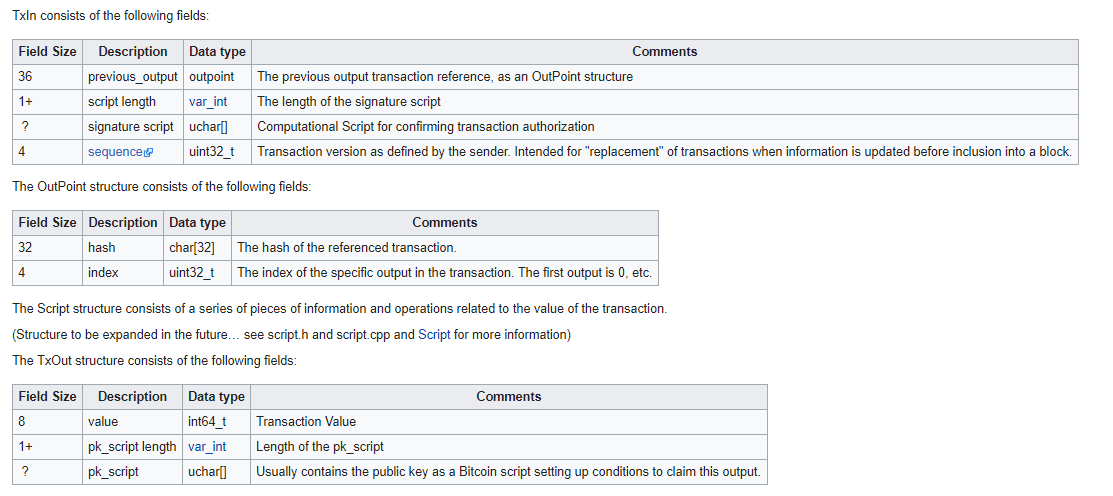 TxIn consists of the following fields:
Field Size Description Data type Comments
36 previous_output outpoint The previous output transaction reference, as an OutPoint structure
1+ script length var_int The length of the signature script
? signature script uchar[] Computational Script for confirming transaction authorization
4 sequence uint32_t Transaction version as defined by the sender. Intended for "replacement" of transactions when information is updated before inclusion into a block.
The OutPoint structure consists of the following fields:
Field Size Description Data type Comments
32 hash char[32] The hash of the referenced transaction.
4 index uint32_t The index of the specific output in the transaction. The first output is 0, etc.
The Script structure consists of a series of pieces of information and operations related to the value of the transaction.
(Structure to be expanded in the future… see script.h and script.cpp and Script for more information)
The TxOut structure consists of the following fields:
Field Size Description Data type Comments
8 value int64_t Transaction Value
1+ pk_script length var_int Length of the pk_script
? pk_script uchar[] Usually contains the public key as a Bitcoin script setting up conditions to claim this output.